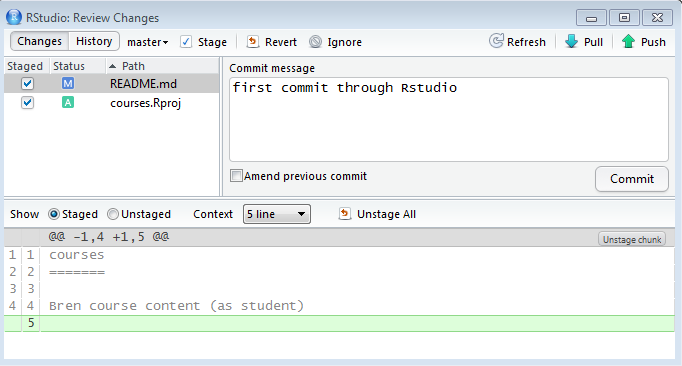 RStudio: Review Changes
Changes History master Stage Revert Ignore Refresh Pull Push
Staged Status Path
M README.md
A courses.Rproj
Commit message
first commit through Rstudio
Amend previous commit
Commit
Show Staged Unstaged Context 5 line Unstage All
@@ -1,4 +1,5 @@ Unstage chunk
1 1 courses
2 2 =======
3 3
4 4 Bren course content (as student)
5